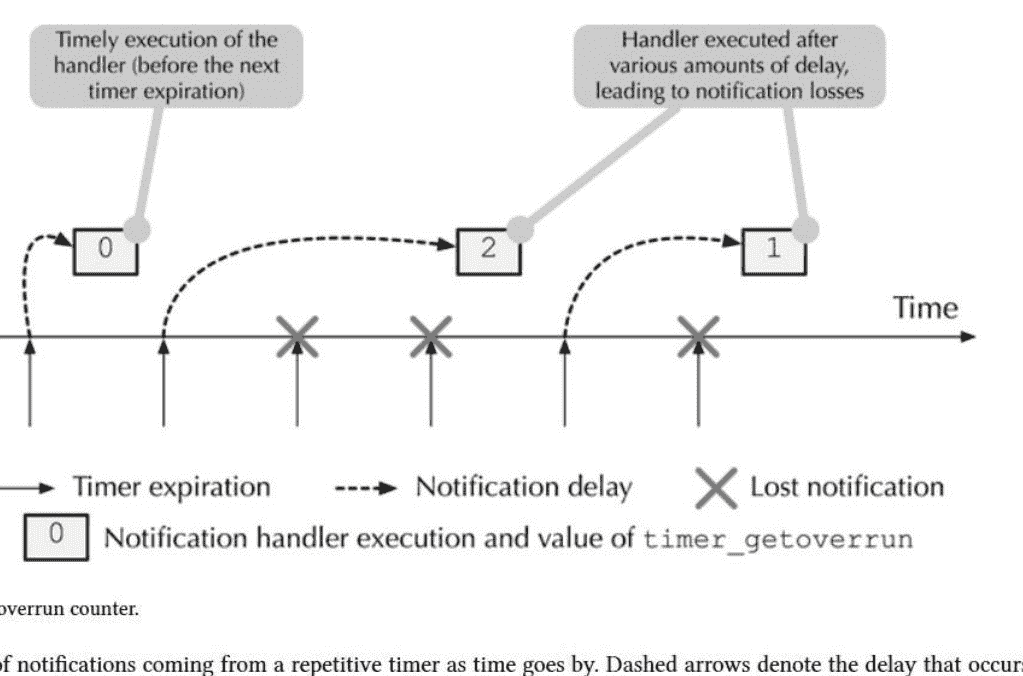 Timely execution of the
handler (before the next
timer expiration)
Handler executed after
various amounts of delay,
leading to notification losses
0
2
1
Time
Timer expiration
Notification delay
Lost notification
0
Notification handler execution and value of timer_getoverrun
overrun counter.
of notifications coming from a repetitive timer as time goes by. Dashed arrows denote the delay that occurs